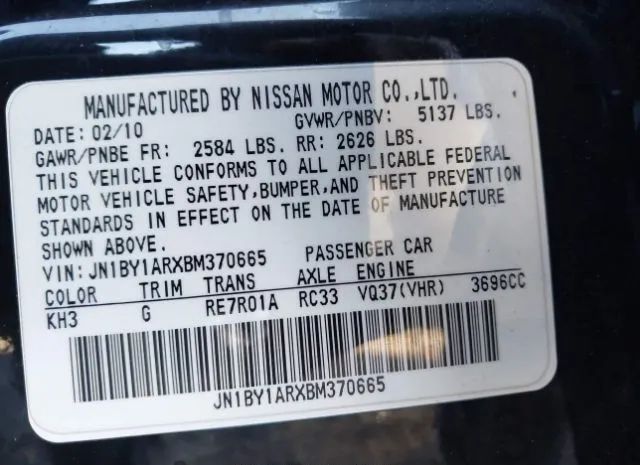 MANUFACTURED BY NISSAN MOTOR CO.,LTD.
DATE: 02/10 GVWR/PNBV: 5137 LBS.
GAWR/PNBE FR: 2584 LBS. RR: 2626 LBS.
THIS VEHICLE CONFORMS TO ALL APPLICABLE FEDERAL
MOTOR VEHICLE SAFETY,BUMPER,AND THEFT PREVENTION
STANDARDS IN EFFECT ON THE DATE OF MANUFACTURE
SHOWN ABOVE.
VIN: JN1BY1ARXBM370665 PASSENGER CAR
COLOR TRIM TRANS AXLE ENGINE
KH3 G RE7R01A RC33 VQ37(VHR) 3696CC
JN1BY1ARXBM370665